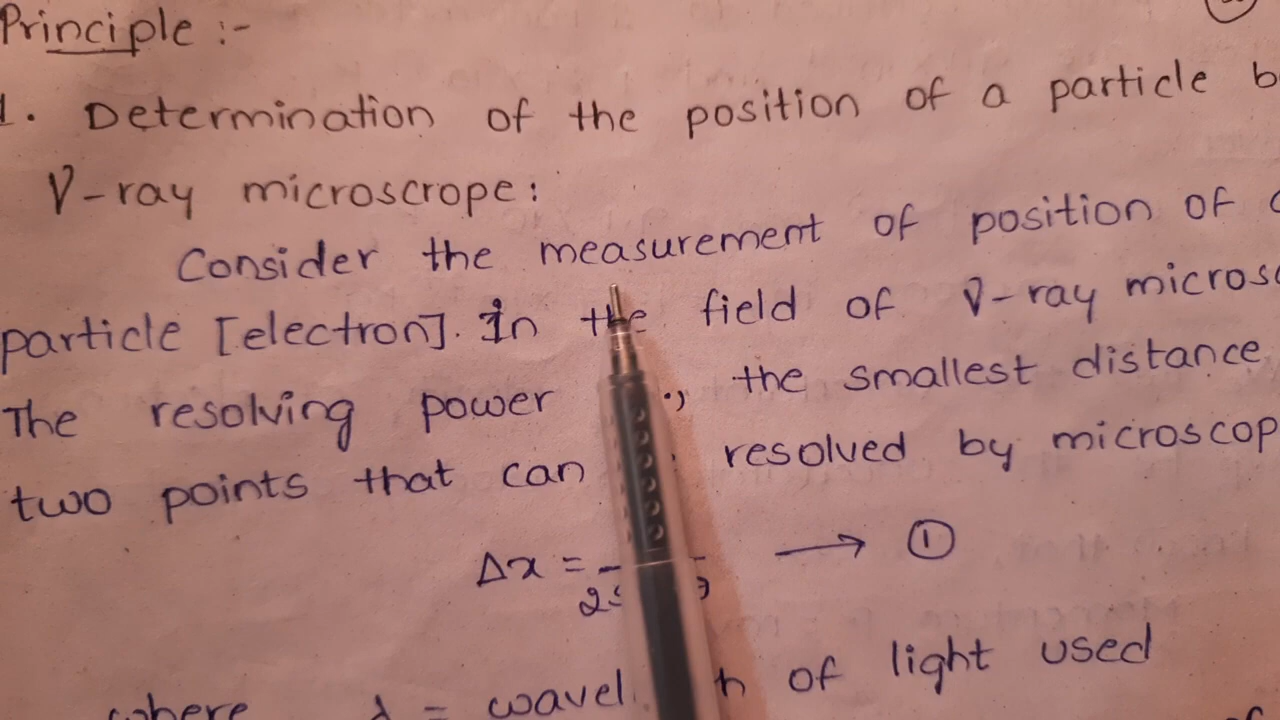 Principle :-
1. Determination of the position of a particle
γ-ray microscrope:
Consider the measurement of position of
particle [electron]. In the field of γ-ray
The resolving power the smallest distance
two points that can resolved by
Δx = → ①
where λ = of light used